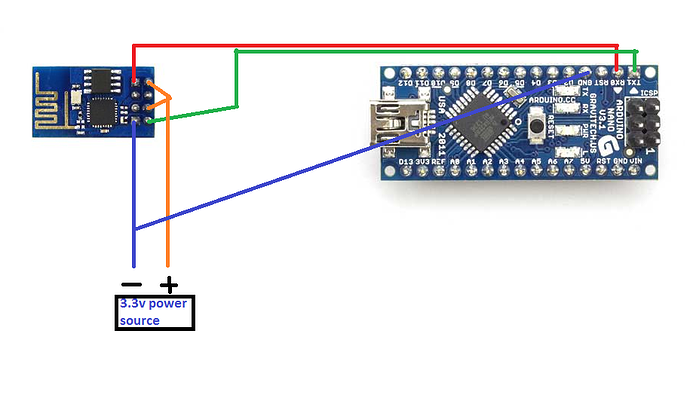 D12 D11 D10 D9 D8 D7 D6 D5 D4 D3 D2 GND RST RX0 TX1
TX
RX
ARDUINO.CC
ICSP
USA
2011
RESET
PWR
L
GRAVITECH.US
ARDUINO
NANO
V3.
1
D13 3V3 REF A0 A1 A2 A3 A4 A5 A6 A7 5V RST GND VIN
− +
3.3v power
source